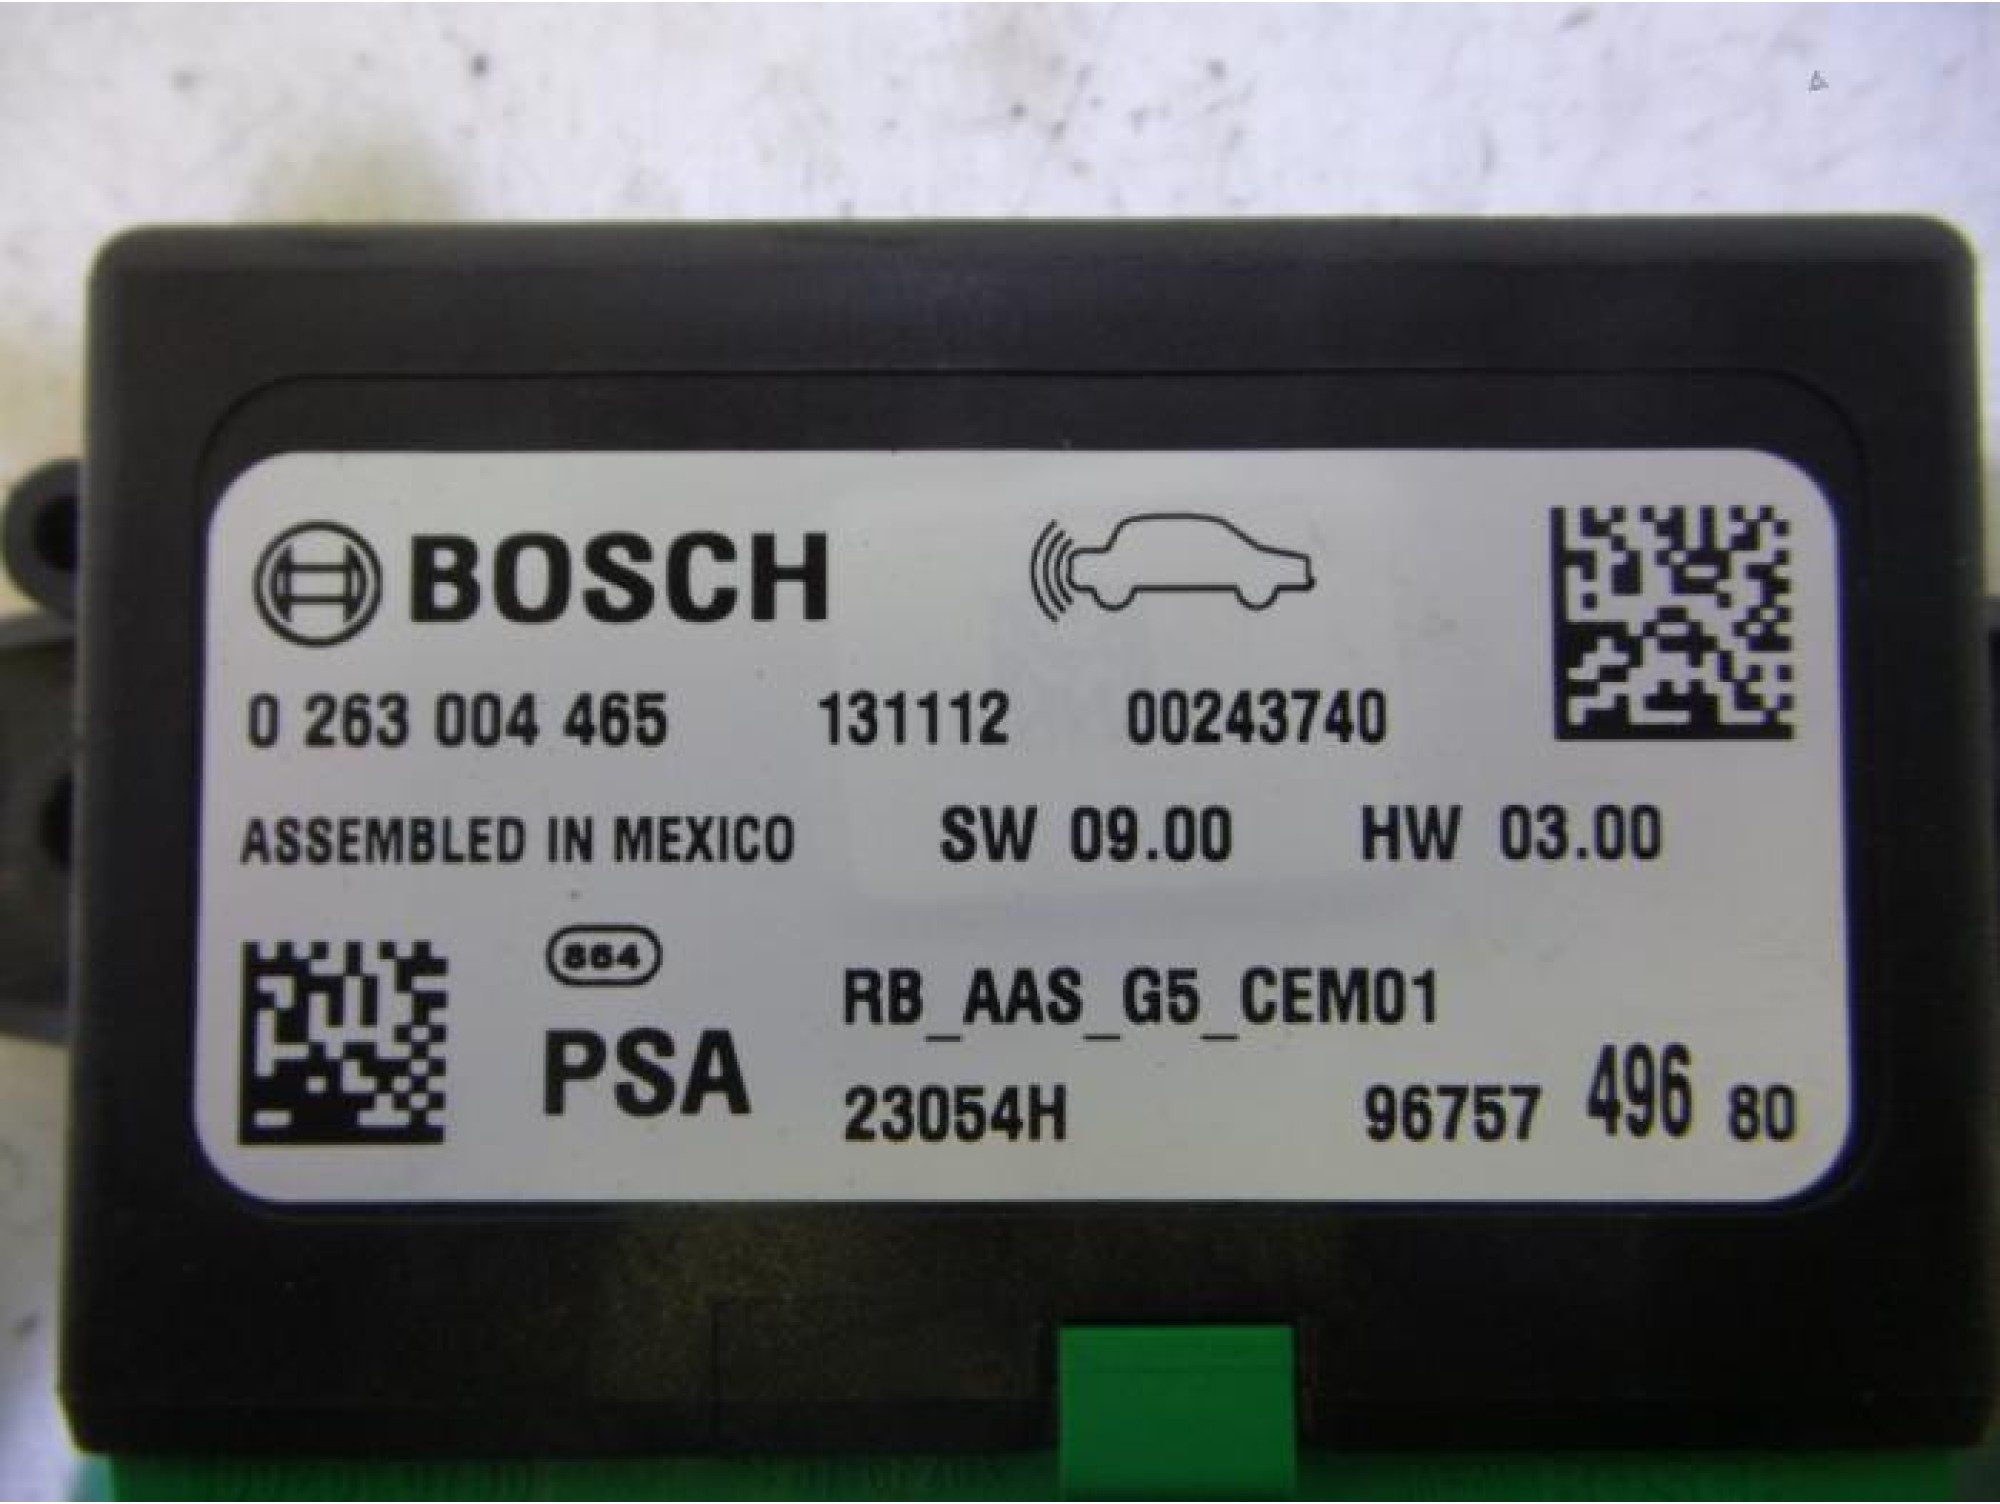 BOSCH
0 263 004 465 131112 00243740
ASSEMBLED IN MEXICO SW 09.00 HW 03.00
864
RB_AAS_G5_CEM01
PSA
23054H 96757 496 80